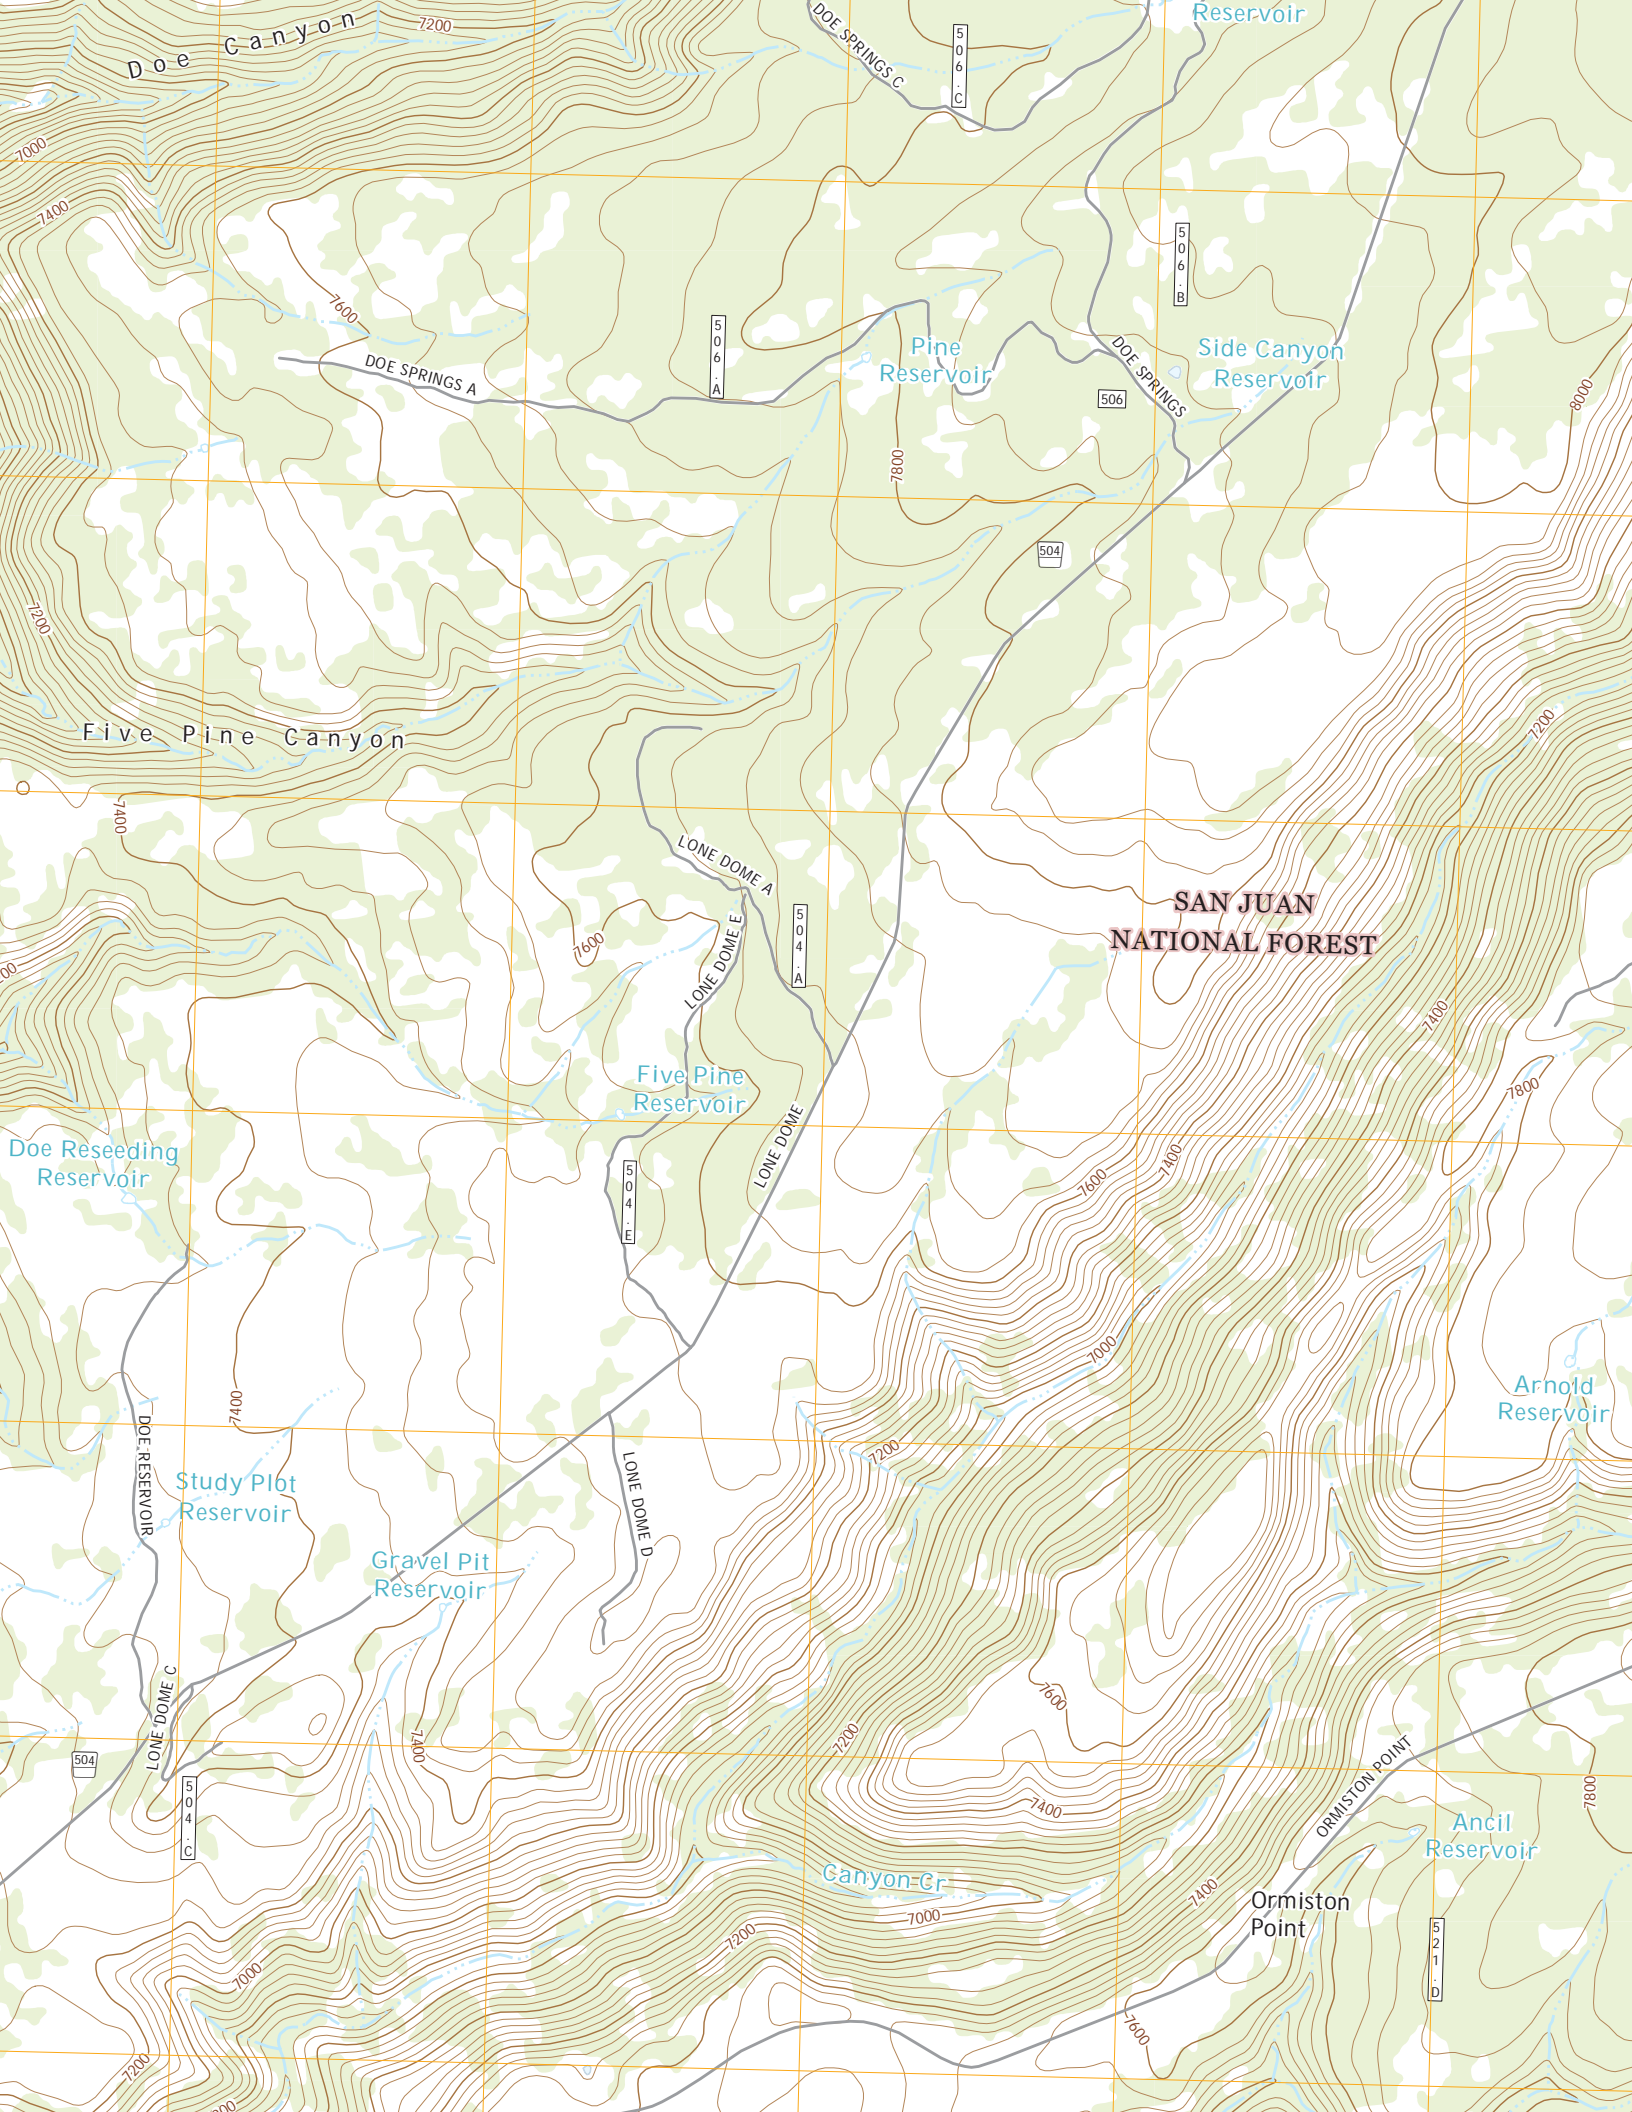 Doe Canyon
7200
DOE SPRINGS C
506.C
Reservoir
7000
7400
7600
DOE SPRINGS A
506.A
506.B
Pine
Reservoir
DOE SPRINGS
Side Canyon
Reservoir
506
8000
7800
504
7200
Five Pine Canyon
7200
7400
LONE DOME A
SAN JUAN
NATIONAL FOREST
7600
LONE DOME E
504.A
7400
Five Pine
Reservoir
7800
LONE DOME
Doe Reseeding
Reservoir
504.E
7600
7400
7000
Arnold
Reservoir
7400
DOE RESERVOIR
7200
LONE DOME D
Study Plot
Reservoir
Gravel Pit
Reservoir
LONE DOME C
7600
7200
7400
504
504.C
7400
ORMISTON POINT
7800
Ancil
Reservoir
Canyon Cr
7000
7200
7400
Ormiston
Point
521.D
7000
7600
7200